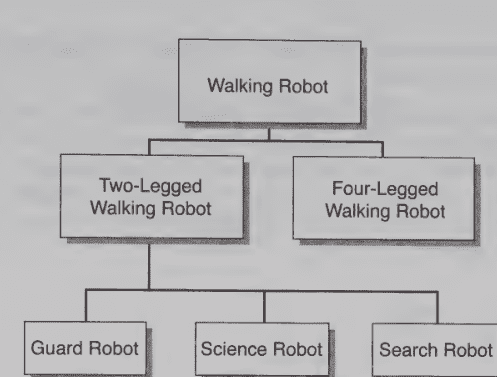 Walking Robot
Two-Legged
Walking Robot
Four-Legged
Walking Robot
Guard Robot
Science Robot
Search Robot